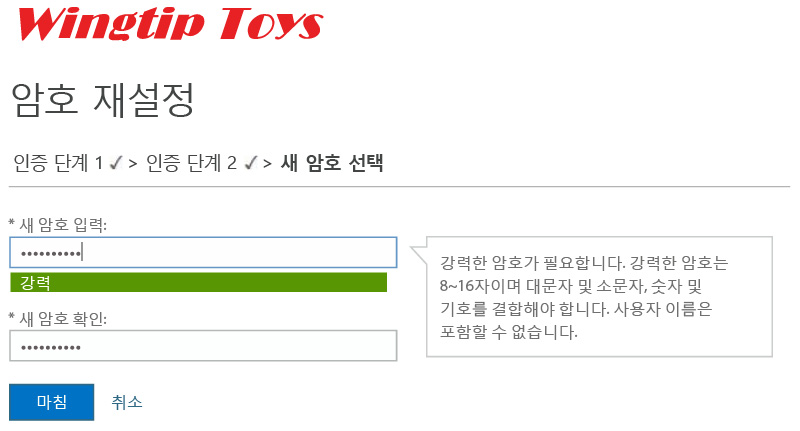 Wingtip Toys
암호 재설정
인증 단계 1 ✓ > 인증 단계 2 ✓ > 새 암호 선택
* 새 암호 입력:
••••••••••
강력
* 새 암호 확인:
••••••••••
강력한 암호가 필요합니다. 강력한 암호는
8~16자이며 대문자 및 소문자, 숫자 및
기호를 결합해야 합니다. 사용자 이름은
포함할 수 없습니다.
마침 취소